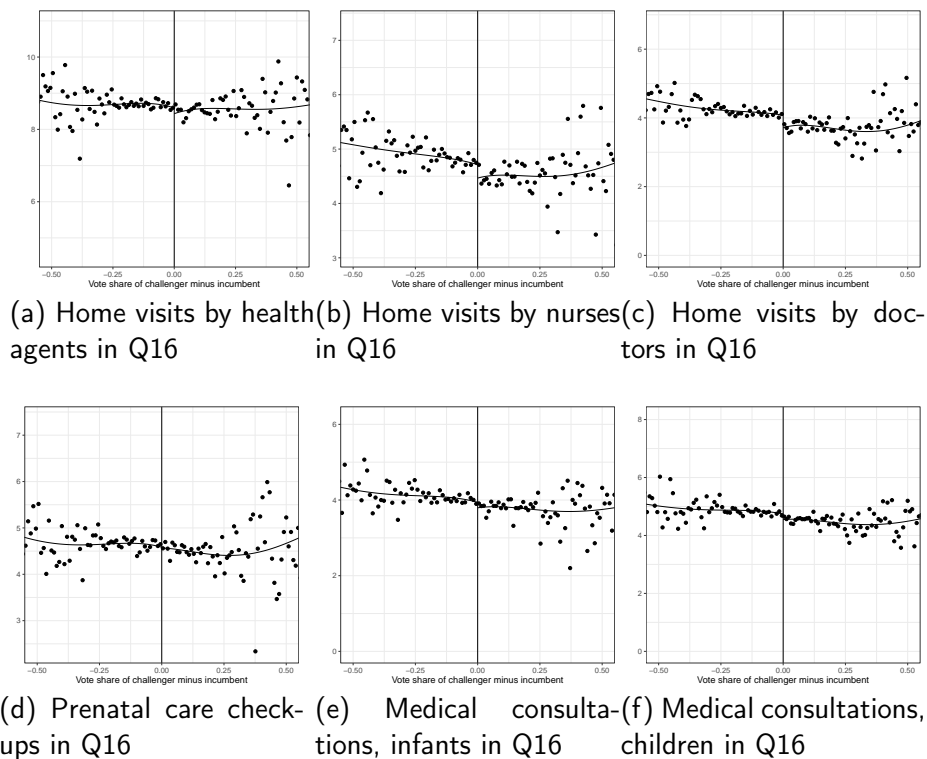 10
8
6
−0.50 −0.25 0.00 0.25 0.50
Vote share of challenger minus incumbent
(a) Home visits by health
agents in Q16
7
6
5
4
3
−0.50 −0.25 0.00 0.25 0.50
Vote share of challenger minus incumbent
(b) Home visits by nurses
in Q16
6
4
2
0
−0.50 −0.25 0.00 0.25 0.50
Vote share of challenger minus incumbent
(c) Home visits by doc-
tors in Q16
7
6
5
4
3
−0.50 −0.25 0.00 0.25 0.50
Vote share of challenger minus incumbent
(d) Prenatal care check-
ups in Q16
6
4
2
0
−0.50 −0.25 0.00 0.25 0.50
Vote share of challenger minus incumbent
(e) Medical consulta-
tions, infants in Q16
8
6
4
2
0
−0.50 −0.25 0.00 0.25 0.50
Vote share of challenger minus incumbent
(f) Medical consultations,
children in Q16